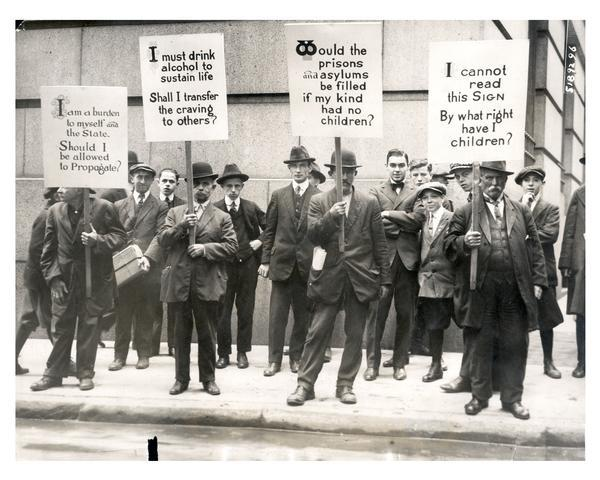 I am a burden
to myself and
the State.
Should I
be allowed
to Propagate?
I must drink
alcohol to
sustain life
Shall I transfer
the craving
to others?
Would the
prisons
and asylums
be filled
if my kind
had no
children?
I cannot
read
this SIGN
By what right
have I
children?